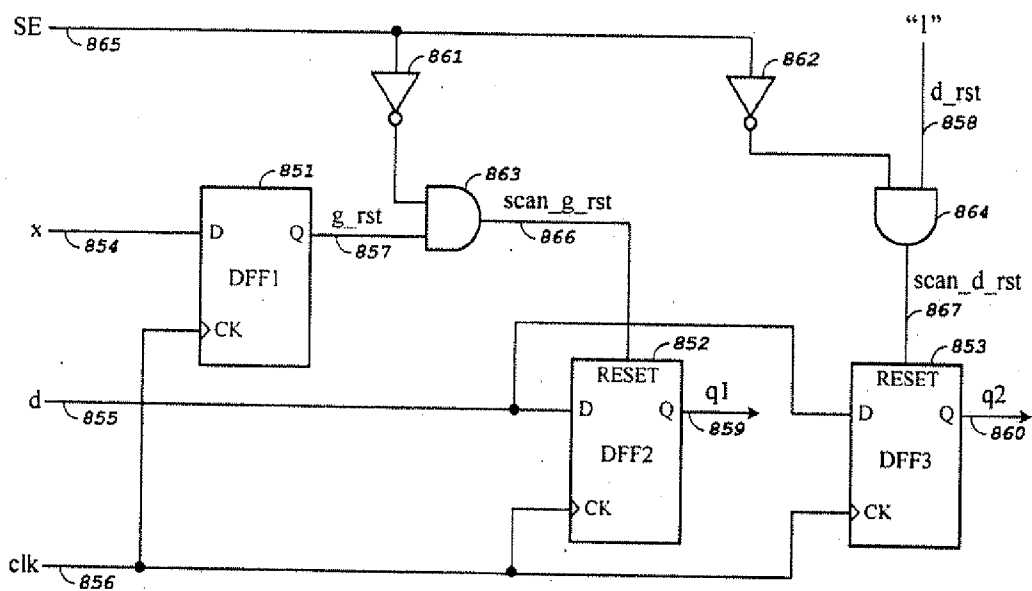 SE
865
861
862
"1"
d_rst
858
851
863
864
x
854
D
Q
DFF1
CK
g_rst
857
scan_g_rst
866
scan_d_rst
867
852
RESET
853
RESET
d
855
D
Q
DFF2
CK
q1
859
D
Q
DFF3
CK
q2
860
clk
856